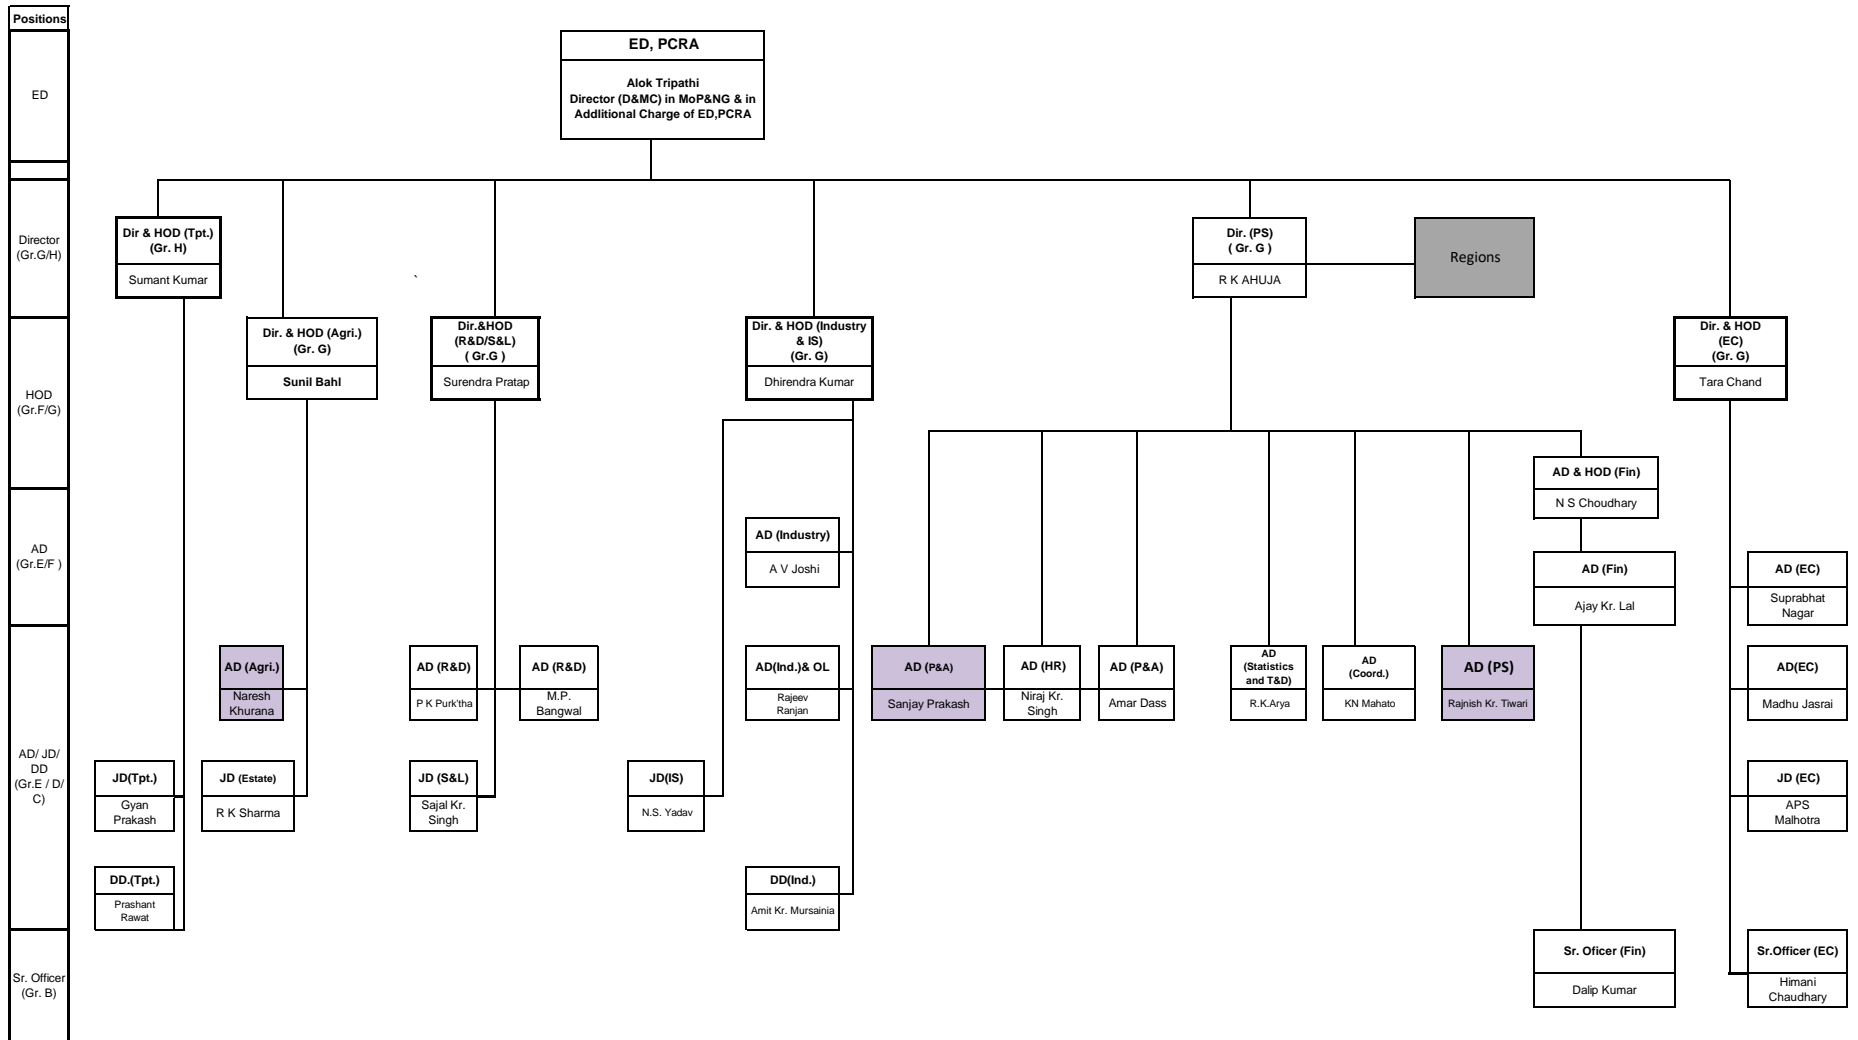 Positions
ED
ED, PCRA
Alok Tripathi
Director (D&MC) in MoP&NG & in
Addlitional Charge of ED,PCRA
Director
(Gr.G/H)
Dir & HOD (Tpt.)
(Gr. H)
Sumant Kumar
`
Dir. (PS)
( Gr. G )
R K AHUJA
Regions
HOD
(Gr.F/G)
Dir. & HOD (Agri.)
(Gr. G)
Sunil Bahl
Dir.&HOD
(R&D/S&L)
( Gr.G )
Surendra Pratap
Dir. & HOD (Industry
& IS)
(Gr. G)
Dhirendra Kumar
Dir. & HOD
(EC)
(Gr. G)
Tara Chand
AD & HOD (Fin)
N S Choudhary
AD
(Gr.E/F )
AD (Industry)
A V Joshi
AD (Fin)
Ajay Kr. Lal
AD (EC)
Suprabhat
Nagar
AD/ JD/
DD
(Gr.E / D/
C)
AD (Agri.)
Naresh
Khurana
AD (R&D)
P K Purk'tha
AD (R&D)
M.P.
Bangwal
AD(Ind.)& OL
Rajeev
Ranjan
AD (P&A)
Sanjay Prakash
AD (HR)
Niraj Kr.
Singh
AD (P&A)
Amar Dass
AD
(Statistics
and T&D)
R.K.Arya
AD
(Coord.)
KN Mahato
AD (PS)
Rajnish Kr. Tiwari
AD(EC)
Madhu Jasrai
JD(Tpt.)
Gyan
Prakash
JD (Estate)
R K Sharma
JD (S&L)
Sajal Kr.
Singh
JD(IS)
N.S. Yadav
JD (EC)
APS
Malhotra
DD.(Tpt.)
Prashant
Rawat
DD(Ind.)
Amit Kr. Mursainia
Sr. Officer
(Gr. B)
Sr. Oficer (Fin)
Dalip Kumar
Sr.Officer (EC)
Himani
Chaudhary